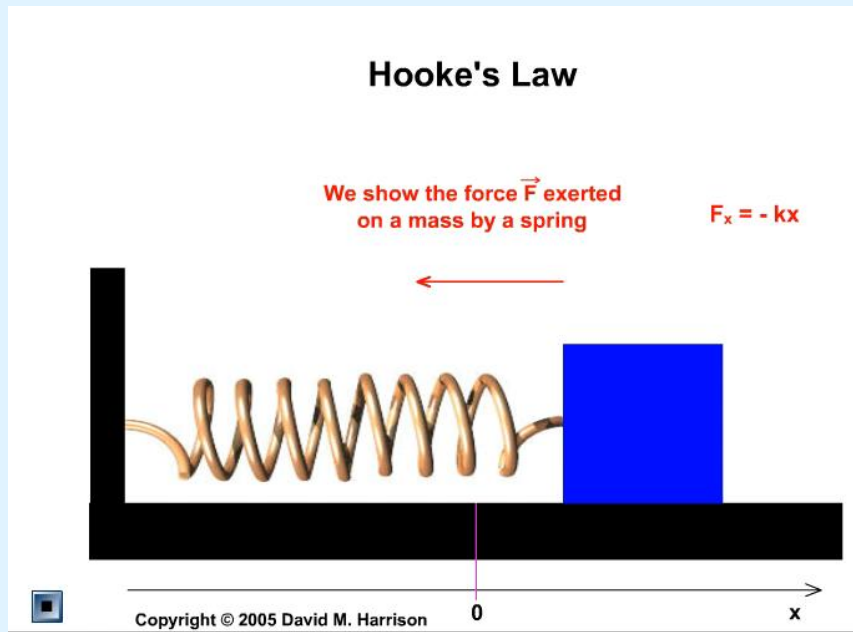 Hooke's Law
We show the force F⃗ exerted
on a mass by a spring
Fₓ = - kx
0
x
Copyright © 2005 David M. Harrison